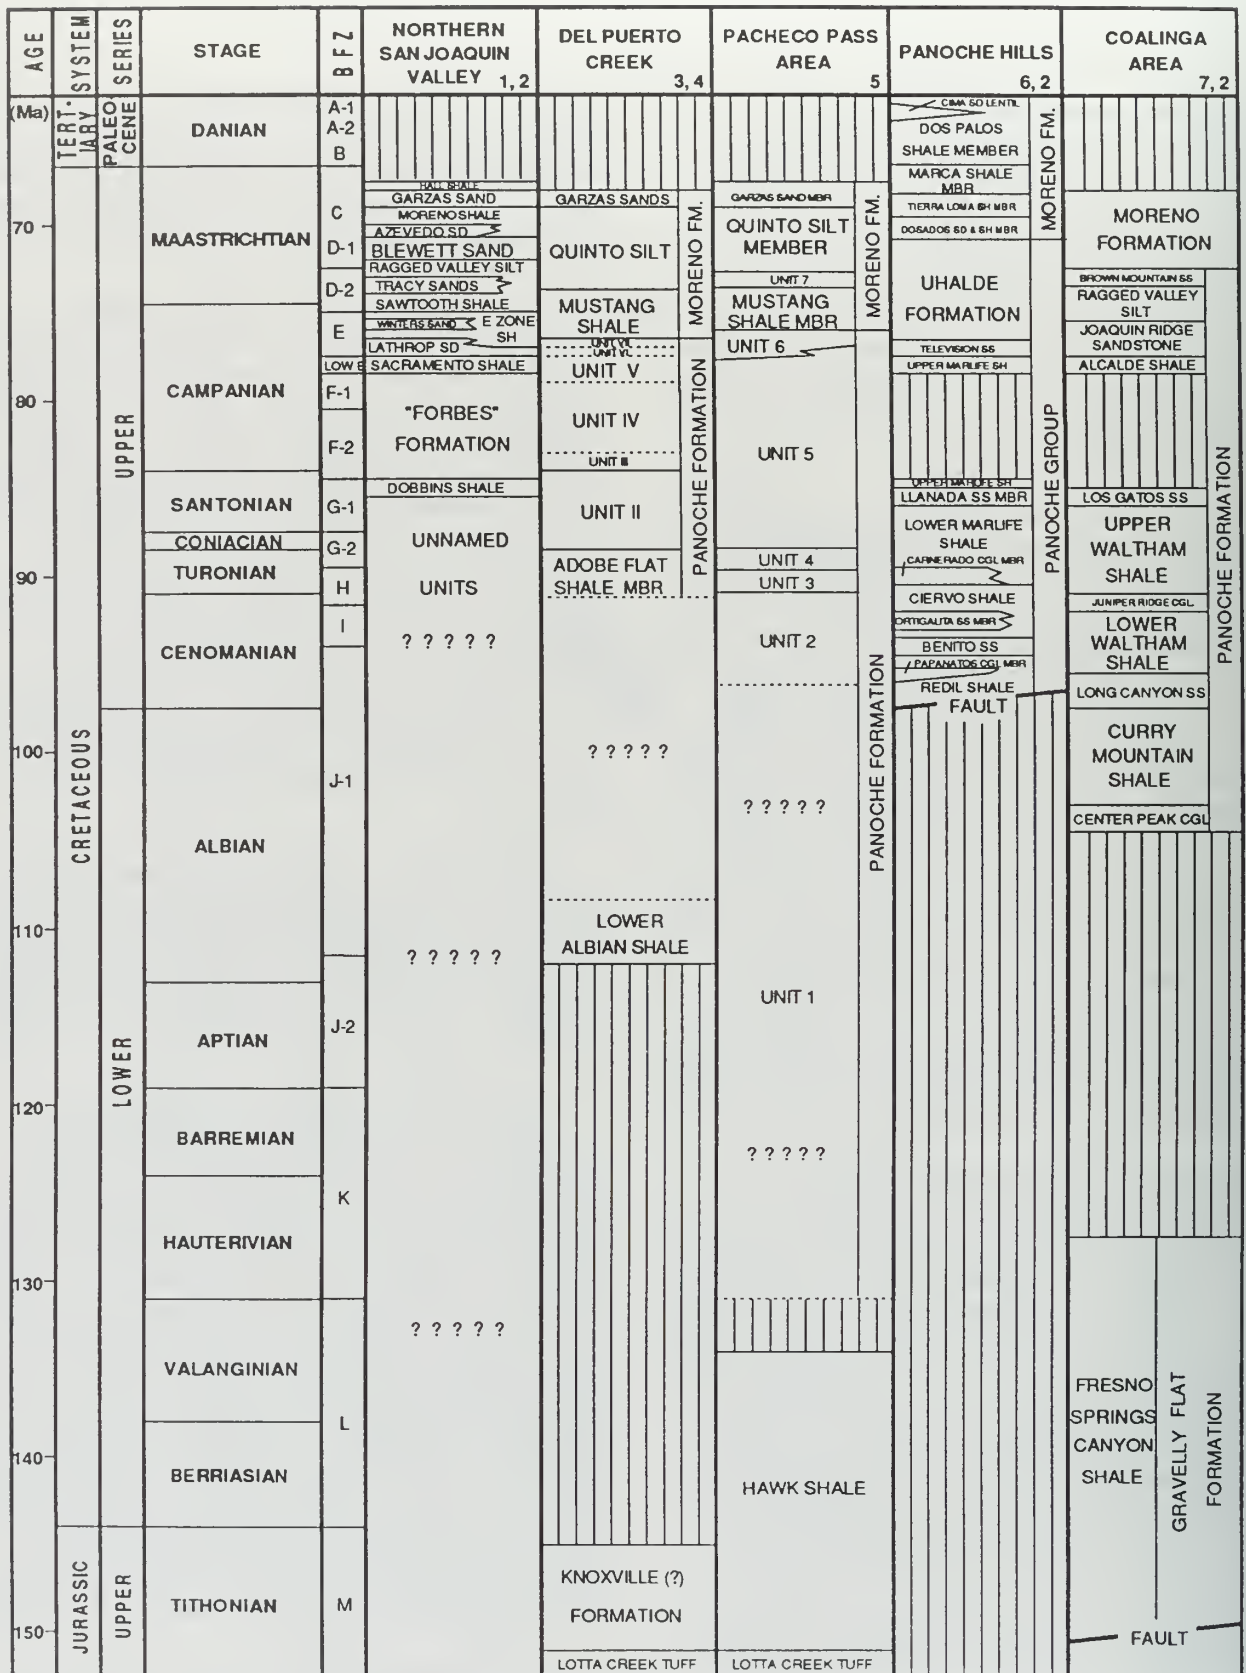 AGE
SYSTEM
SERIES
STAGE
B F Z
NORTHERN
SAN JOAQUIN
VALLEY 1, 2
DEL PUERTO
CREEK
3, 4
PACHECO PASS
AREA
5
PANOCHE HILLS
6, 2
COALINGA
AREA
7, 2
(Ma)
70
80
90
100
110
120
130
140
150
TERT.-
IARY
CRETACEOUS
JURASSIC
PALEO
CENE
UPPER
LOWER
UPPER
DANIAN
MAASTRICHTIAN
CAMPANIAN
SANTONIAN
CONIACIAN
TURONIAN
CENOMANIAN
ALBIAN
APTIAN
BARREMIAN
HAUTERIVIAN
VALANGINIAN
BERRIASIAN
TITHONIAN
A-1
A-2
B
C
D-1
D-2
E
LOW E
F-1
F-2
G-1
G-2
H
I
J-1
J-2
K
L
M
HALL SHALE
GARZAS SAND
MORENO SHALE
AZEVEDO SD
BLEWETT SAND
RAGGED VALLEY SILT
TRACY SANDS
SAWTOOTH SHALE
WINTERS SAND
E ZONE
SH
LATHROP SD
SACRAMENTO SHALE
"FORBES"
FORMATION
DOBBINS SHALE
UNNAMED
UNITS
? ? ? ? ?
? ? ? ? ?
? ? ? ? ?
GARZAS SANDS
QUINTO SILT
MUSTANG
SHALE
MORENO FM.
UNIT VII
UNIT VI
UNIT V
UNIT IV
UNIT III
UNIT II
ADOBE FLAT
SHALE MBR
PANOCHE FORMATION
? ? ? ? ?
LOWER
ALBIAN SHALE
KNOXVILLE (?)
FORMATION
LOTTA CREEK TUFF
GARZAS SAND MBR
QUINTO SILT
MEMBER
UNIT 7
MUSTANG
SHALE MBR
MORENO FM.
UNIT 6
UNIT 5
UNIT 4
UNIT 3
UNIT 2
? ? ? ? ?
UNIT 1
? ? ? ? ?
PANOCHE FORMATION
HAWK SHALE
LOTTA CREEK TUFF
CIMA SD LENTIL
DOS PALOS
SHALE MEMBER
MARCA SHALE
MBR
TIERRA LOMA SH MBR
DOSADOS SD & SH MBR
MORENO FM.
UHALDE
FORMATION
TELEVISION SS
UPPER MARLIFE SH
UPPER MARLIFE SH
LLANADA SS MBR
LOWER MARLIFE
SHALE
CARNERADO CGL MBR
CIERVO SHALE
ORTIGALITA SS MBR
BENITO SS
PAPANATOS CGL MBR
REDIL SHALE
FAULT
PANOCHE GROUP
MORENO
FORMATION
BROWN MOUNTAIN SS
RAGGED VALLEY
SILT
JOAQUIN RIDGE
SANDSTONE
ALCALDE SHALE
LOS GATOS SS
UPPER
WALTHAM
SHALE
JUNIPER RIDGE CGL
LOWER
WALTHAM
SHALE
LONG CANYON SS
CURRY
MOUNTAIN
SHALE
CENTER PEAK CGL
PANOCHE FORMATION
FRESNO
SPRINGS
CANYON
SHALE
GRAVELLY FLAT
FORMATION
FAULT